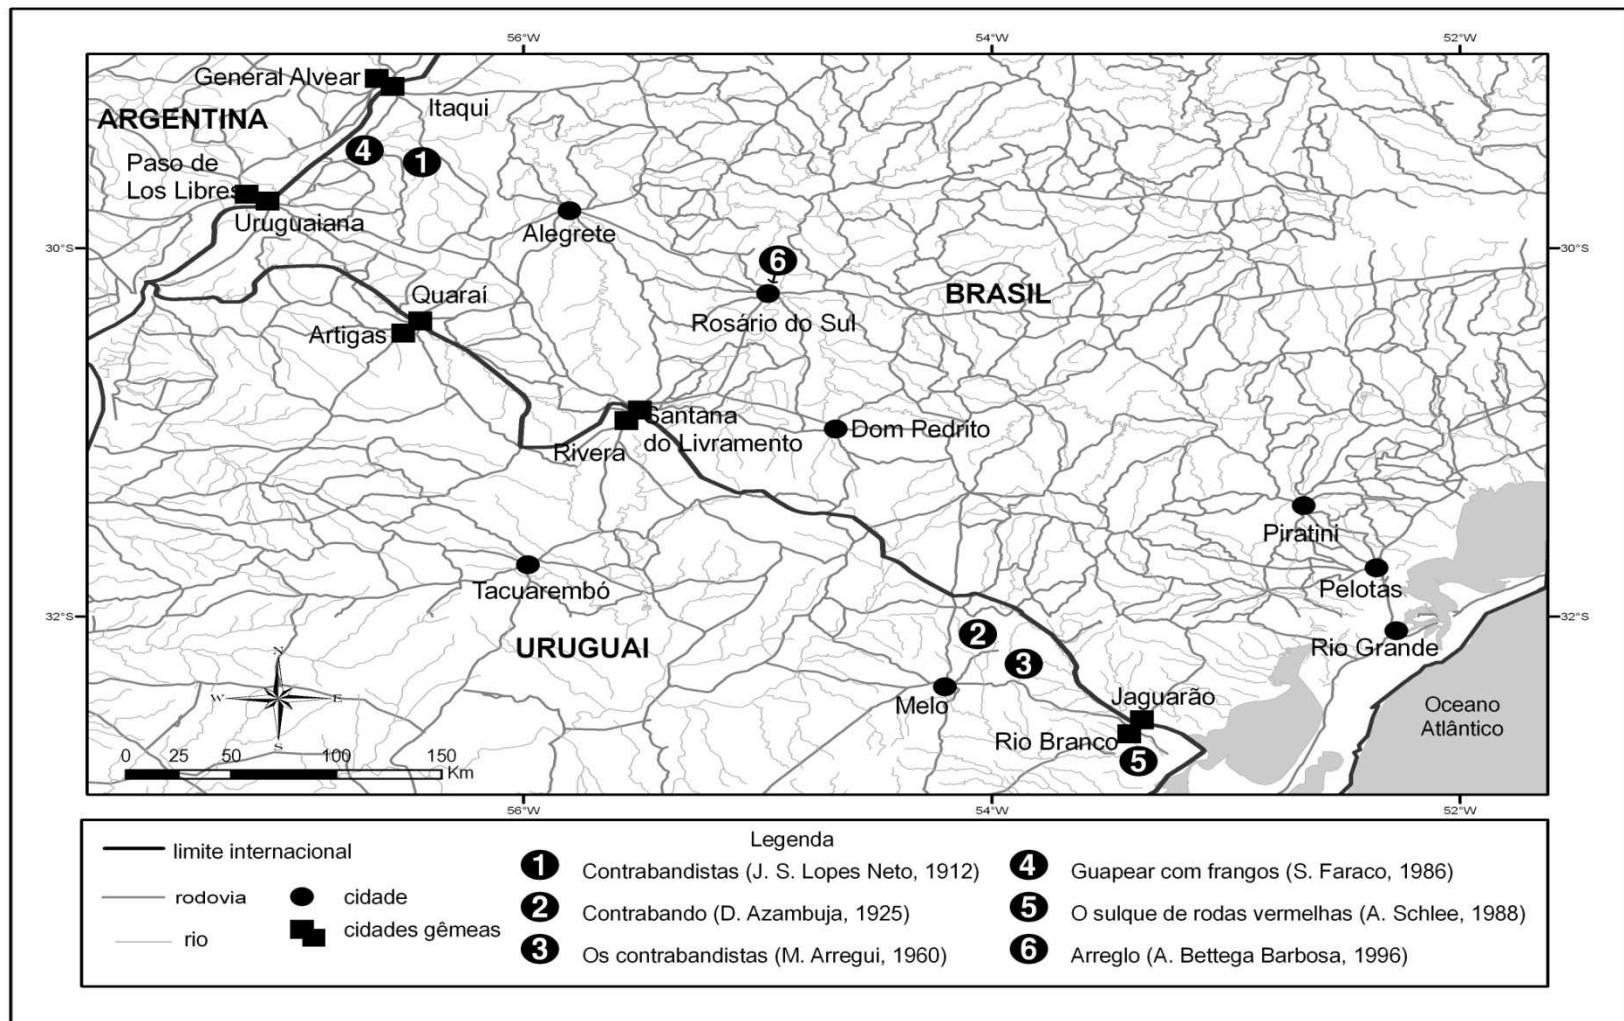 56°W
54°W
52°W
General Alvear
Itaqui
ARGENTINA
4
1
Paso de
Los Libres
Uruguaiana
Alegrete
30°S
30°S
6
Quaraí
BRASIL
Rosário do Sul
Artigas
Santana
do Livramento
Rivera
Dom Pedrito
Piratini
Tacuarembó
Pelotas
32°S
32°S
2
URUGUAI
Rio Grande
3
N
W
E
S
Melo
Jaguarão
Rio Branco
Oceano
Atlântico
5
0 25 50 100 150
Km
56°W
54°W
52°W
Legenda
limite internacional
rodovia
rio
cidade
cidades gêmeas
1 Contrabandistas (J. S. Lopes Neto, 1912)
2 Contrabando (D. Azambuja, 1925)
3 Os contrabandistas (M. Arregui, 1960)
4 Guapear com frangos (S. Faraco, 1986)
5 O sulque de rodas vermelhas (A. Schlee, 1988)
6 Arreglo (A. Bettega Barbosa, 1996)